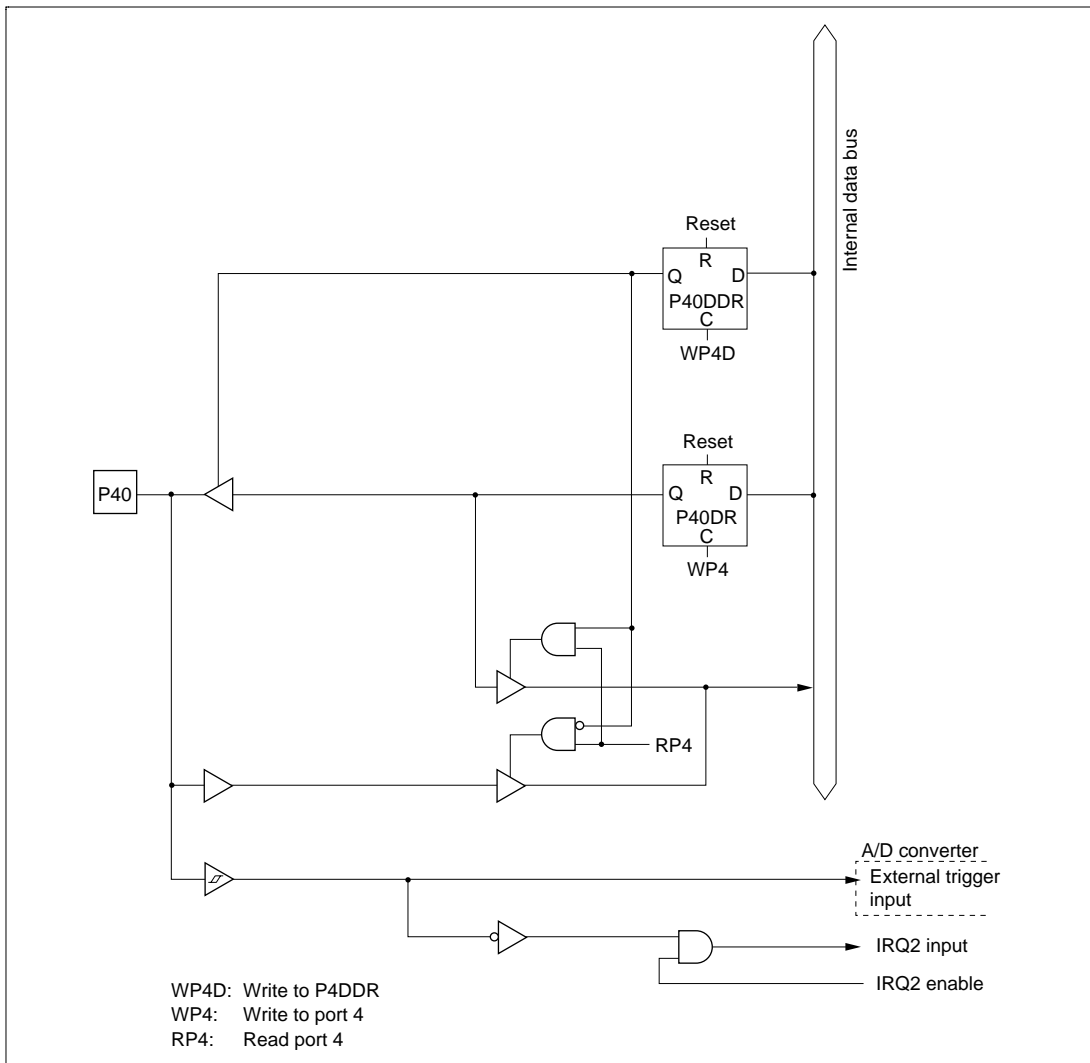 Internal data bus
Reset
R
Q D
P40DDR
C
WP4D
Reset
R
P40 Q D
P40DR
C
WP4
RP4
A/D converter
External trigger
input
IRQ2 input
IRQ2 enable
WP4D: Write to P4DDR
WP4: Write to port 4
RP4: Read port 4